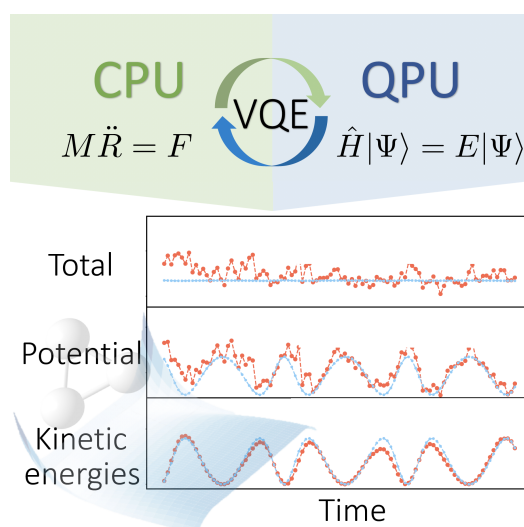 CPU VQE QPU
MR̈ = F Ĥ|Ψ⟩ = E|Ψ⟩
Total
Potential
Kinetic
energies
Time